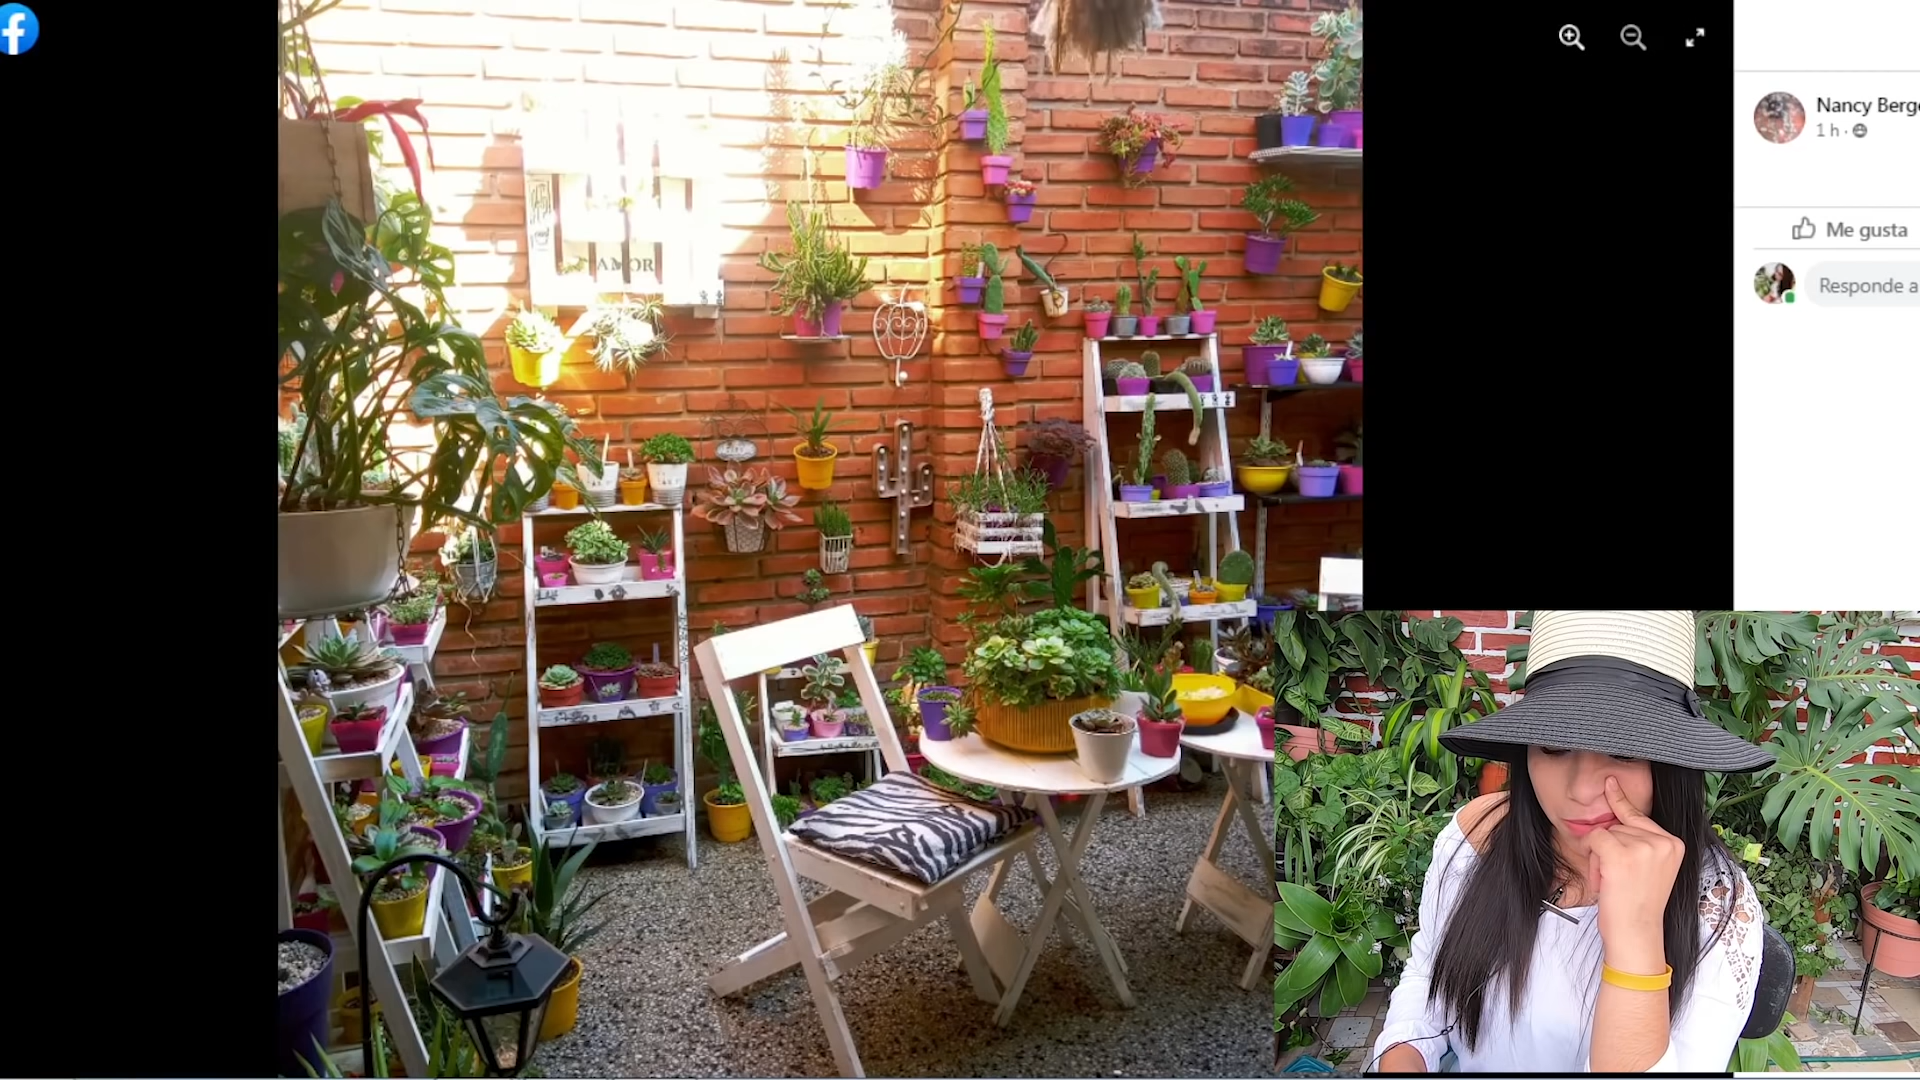 f
AMOR
Nancy Berg
1 h ·
Me gusta
Responde a